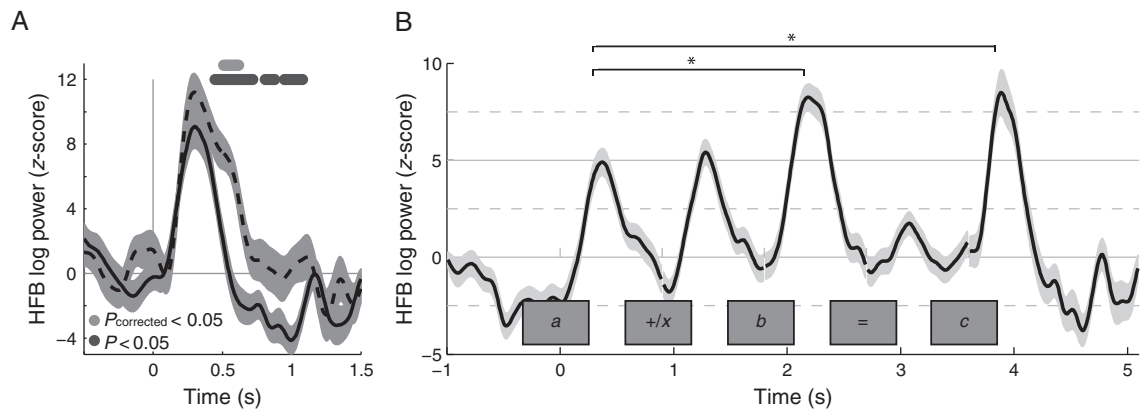 A
HFB log power (z-score)
12
8
4
0
−4
Pcorrected < 0.05
P < 0.05
0
0.5
1
1.5
Time (s)
B
*
*
HFB log power (z-score)
10
5
0
−5
a
+/x
b
=
c
−1
0
1
2
3
4
5
Time (s)